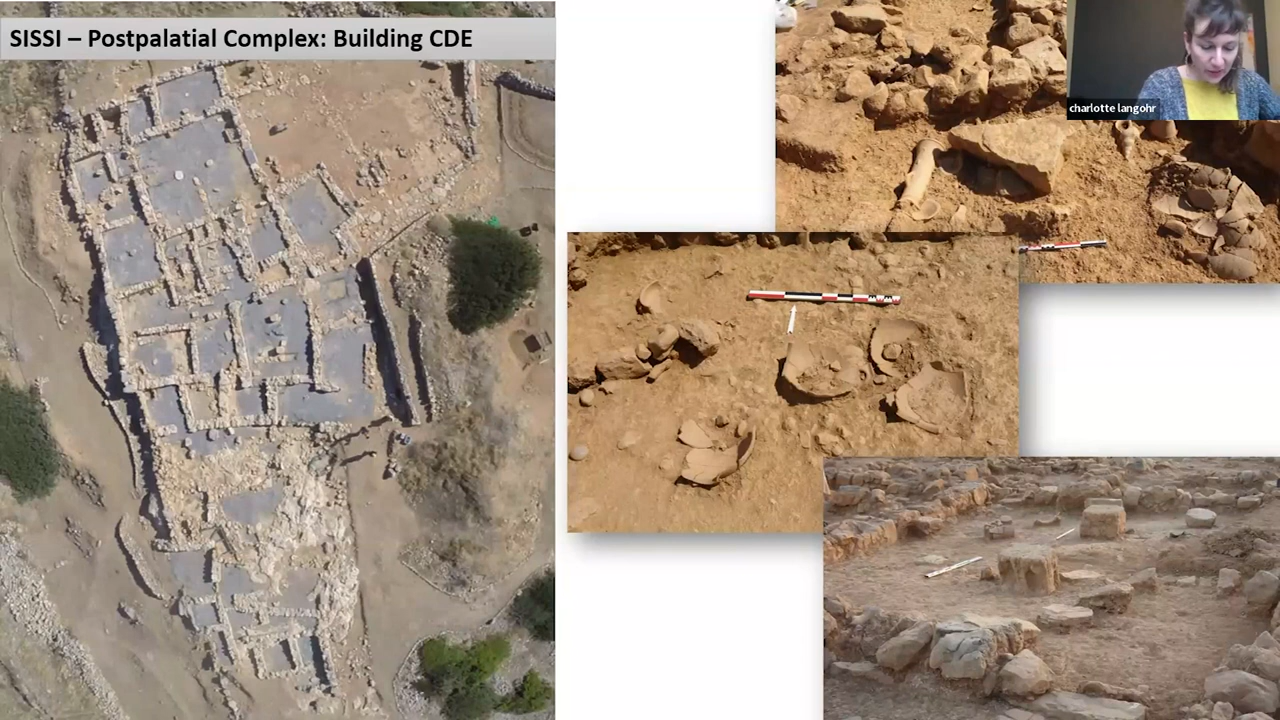 SISSI – Postpalatial Complex: Building CDE
charlotte langohr